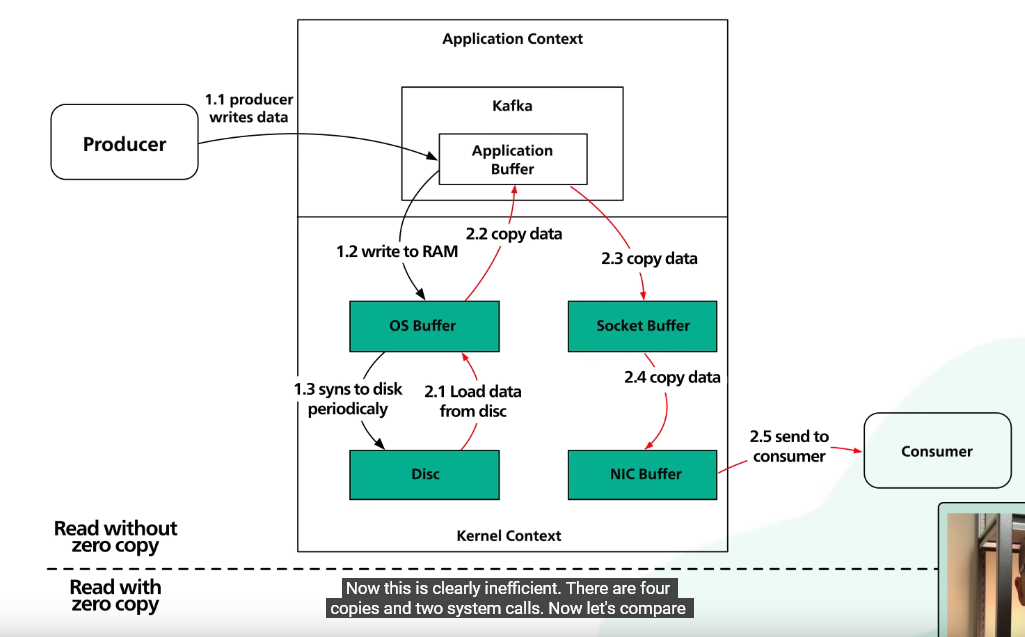 Application Context
Kafka
1.1 producer
writes data
Producer
Application
Buffer
2.2 copy data
1.2 write to RAM
2.3 copy data
OS Buffer
Socket Buffer
1.3 syns to disk
periodicaly
2.1 Load data
from disc
2.4 copy data
2.5 send to
consumer
Consumer
Disc
NIC Buffer
Read without
zero copy
Kernel Context
Read with
zero copy
Now this is clearly inefficient. There are four
copies and two system calls. Now let's compare